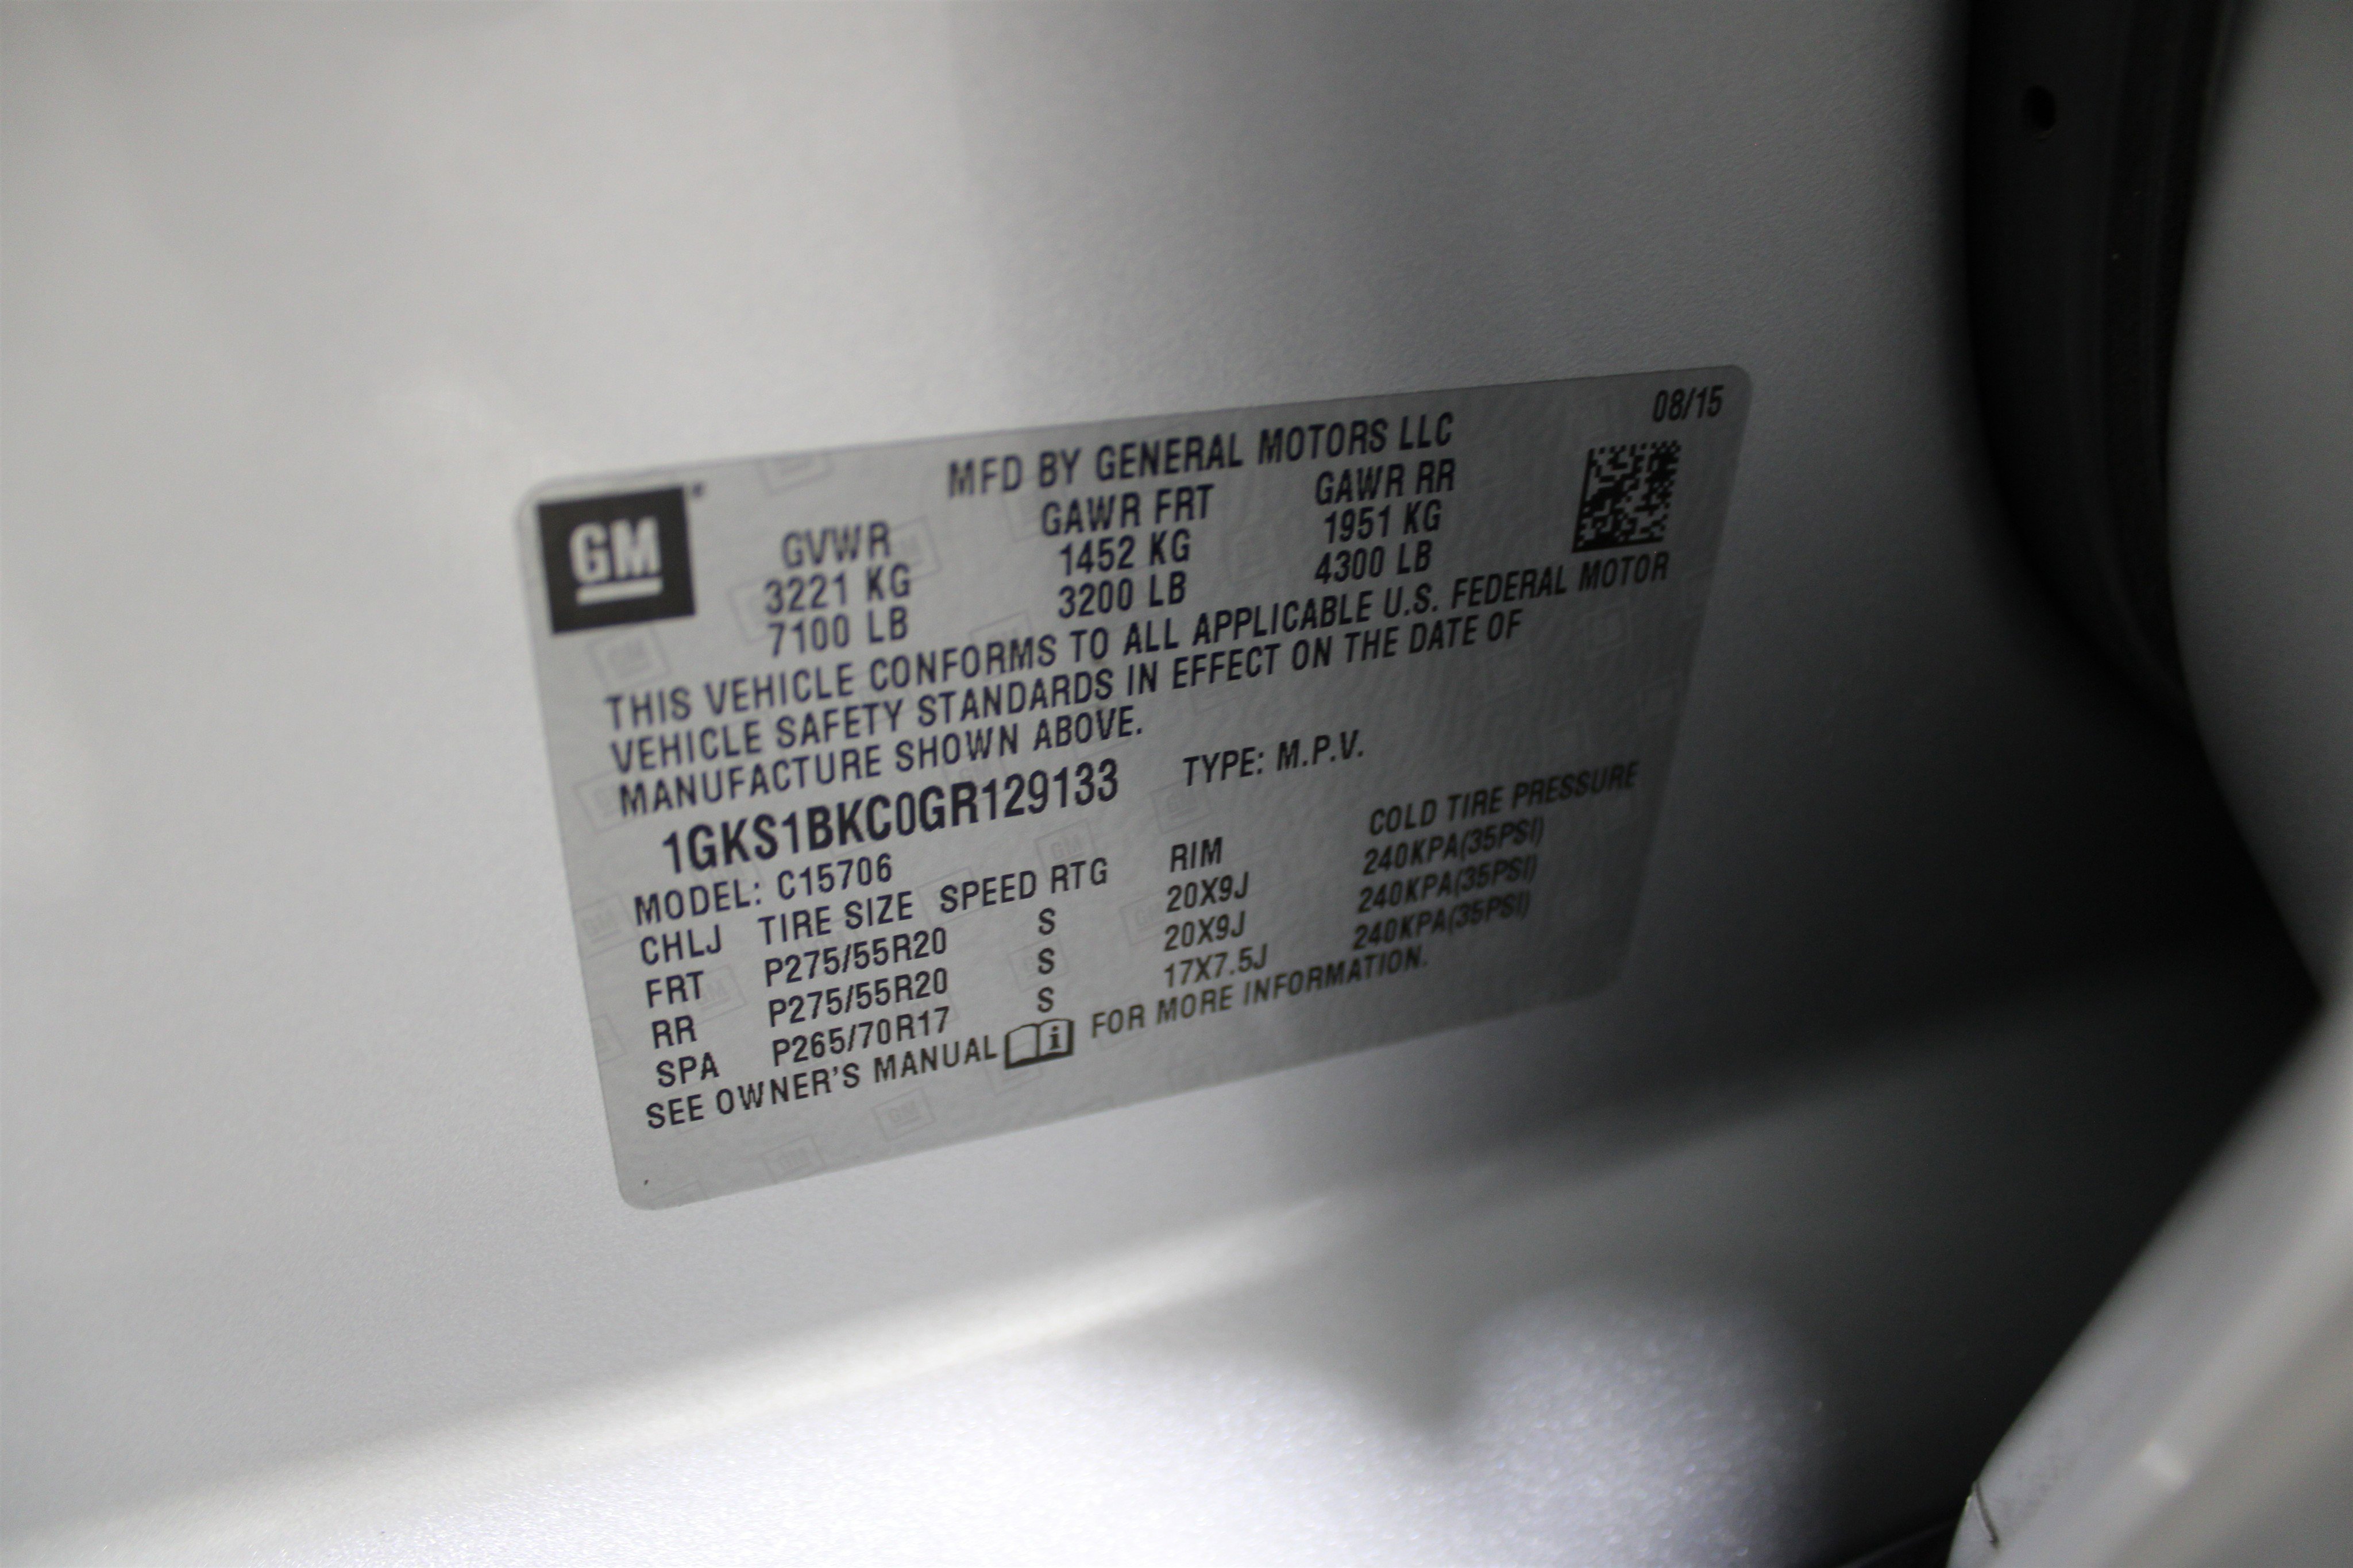 08/15
GM
MFD BY GENERAL MOTORS LLC
GVWR GAWR FRT GAWR RR
3221 KG 1452 KG 1951 KG
7100 LB 3200 LB 4300 LB
THIS VEHICLE CONFORMS TO ALL APPLICABLE U.S. FEDERAL MOTOR
VEHICLE SAFETY STANDARDS IN EFFECT ON THE DATE OF
MANUFACTURE SHOWN ABOVE.
1GKS1BKC0GR129133 TYPE: M.P.V.
MODEL: C15706
CHLJ TIRE SIZE SPEED RTG RIM COLD TIRE PRESSURE
FRT P275/55R20 S 20X9J 240KPA(35PSI)
RR P275/55R20 S 20X9J 240KPA(35PSI)
SPA P265/70R17 S 17X7.5J 240KPA(35PSI)
SEE OWNER'S MANUAL FOR MORE INFORMATION.